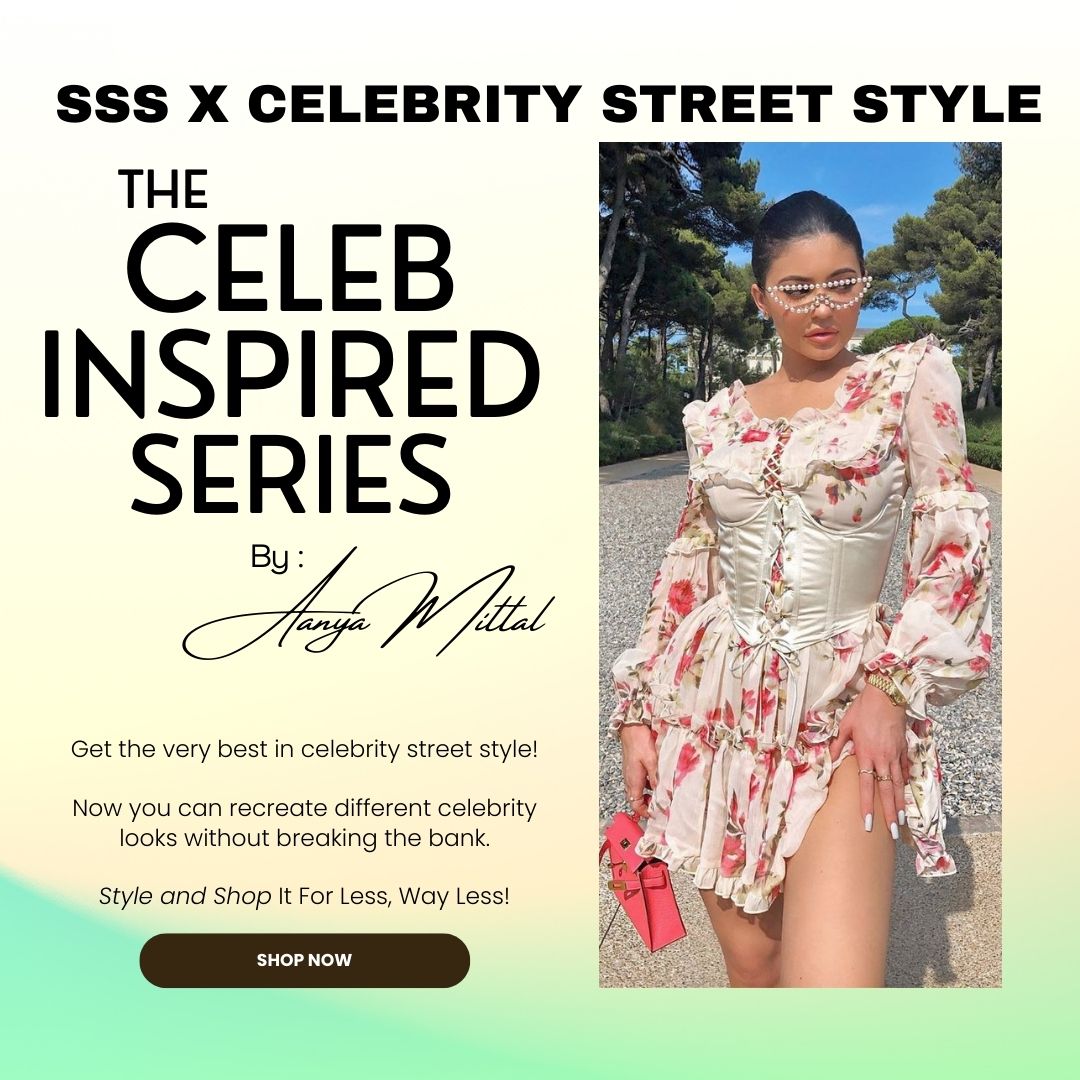 SSS X CELEBRITY STREET STYLE
THE
CELEB
INSPIRED
SERIES
By :
Aanya Mittal
Get the very best in celebrity street style!
Now you can recreate different celebrity
looks without breaking the bank.
Style and Shop It For Less, Way Less!
SHOP NOW